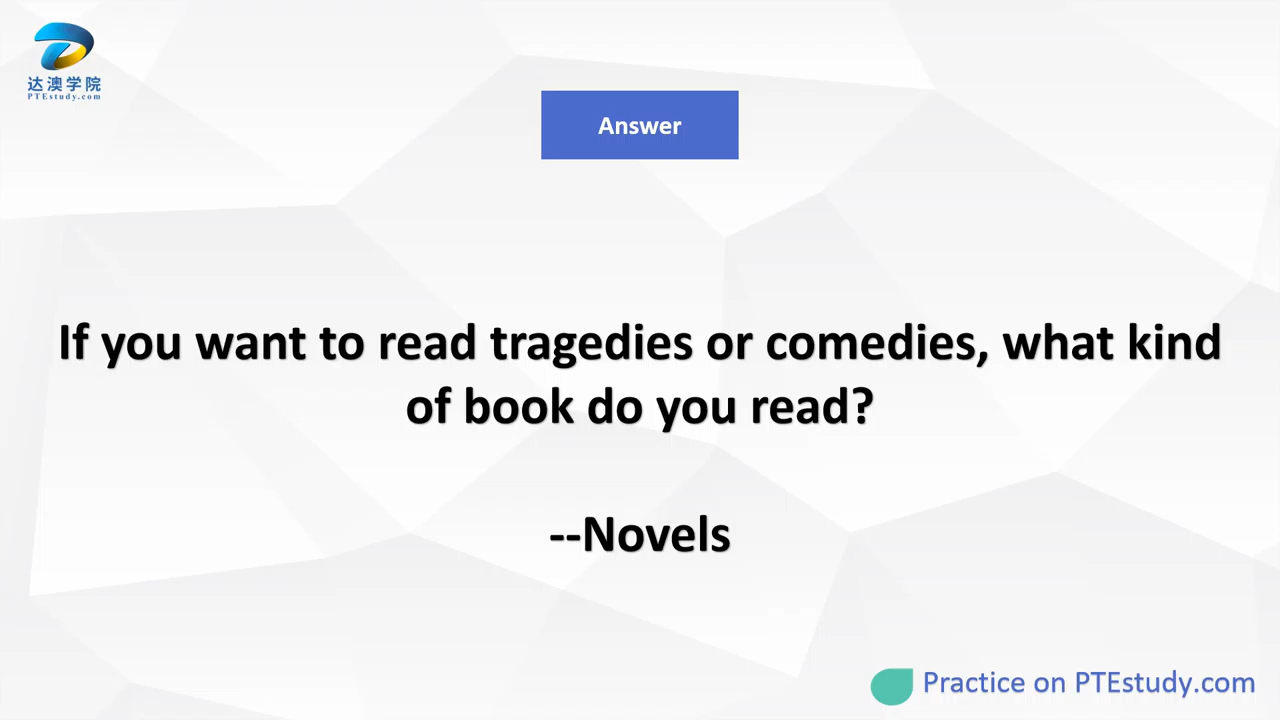 达澳学院
PTEstudy.com
Answer
If you want to read tragedies or comedies, what kind
of book do you read?
--Novels
Practice on PTEstudy.com